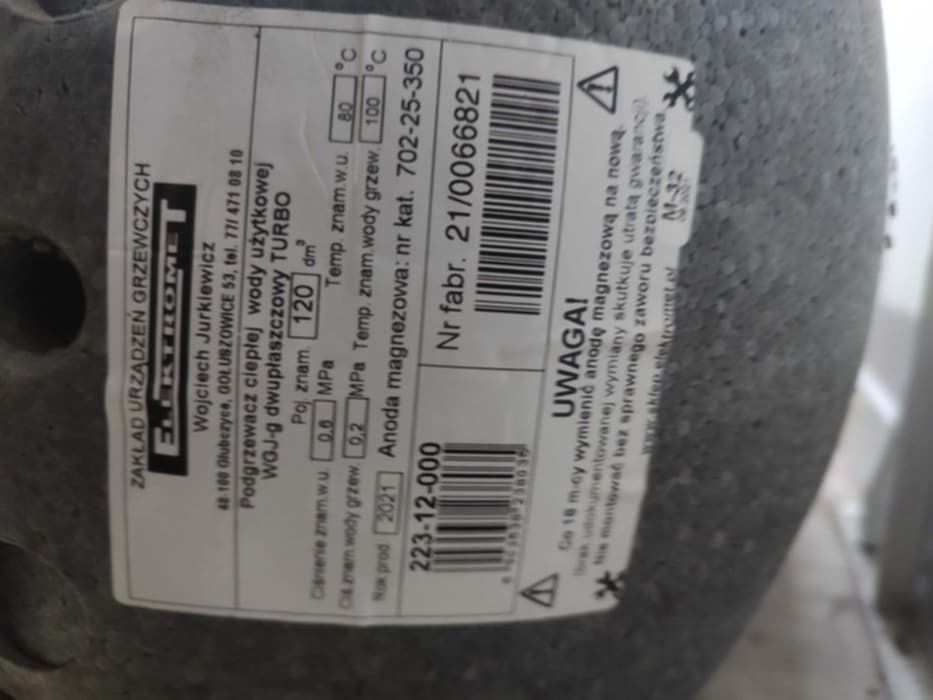 ZAKŁAD URZĄDZEŃ GRZEWCZYCH
ELEKTROMET
Wojciech Jurkiewicz
48-100 Głubczyce, GOŁUSZOWICE 53, tel. 77/ 471 08 10
Podgrzewacz ciepłej wody użytkowej
WGJ-g dwupłaszczowy TURBO
Poj. znam. 120 dm³
Ciśnienie znam.w.u. 0,6 MPa Temp. znam.w.u. 80 °C
Ciś.znam wody grzew. 0,2 MPa Temp. znam.wody grzew. 100 °C
Rok prod. 2021 Anoda magnezowa: nr kat. 702-25-350
223-12-000
Nr fabr. 21/0066821
UWAGA!
Co 18 m-cy wymienić anodę magnezową na nową.
Brak udokumentowanej wymiany skutkuje utratą gwarancji).
Nie montować bez sprawnego zaworu bezpieczeństwa
www.sklep.elektromet.pl
M-32